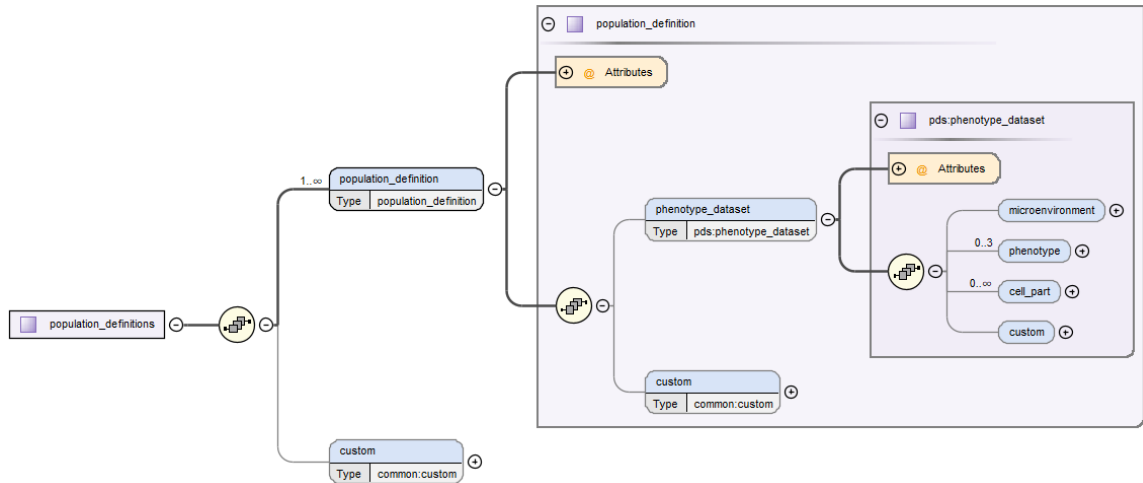 population_definition
@ Attributes
pds:phenotype_dataset
@ Attributes
1..∞
population_definition
Type population_definition
phenotype_dataset
Type pds:phenotype_dataset
microenvironment
0..3
phenotype
0..∞
cell_part
custom
population_definitions
custom
Type common:custom
custom
Type common:custom